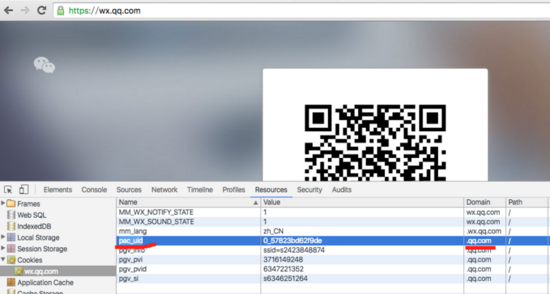 https://wx.qq.com
Elements Console Sources Network Timeline Profiles Resources Security Audits
Frames
Web SQL
IndexedDB
Local Storage
Session Storage
Cookies
wx.qq.com
Application Cache
Name Value Domain Path
MM_WX_NOTIFY_STATE 1 wx.qq.com /
MM_WX_SOUND_STATE 1 wx.qq.com /
mm_lang zh_CN .wx.qq.com /
pac_uid 0_57823bd62f9de .qq.com /
pgv_info ssid=s2423848874 .qq.com /
pgv_pvi 3716149248 .qq.com /
pgv_pvid 6347221352 .qq.com /
pgv_si s6346251264 .qq.com /